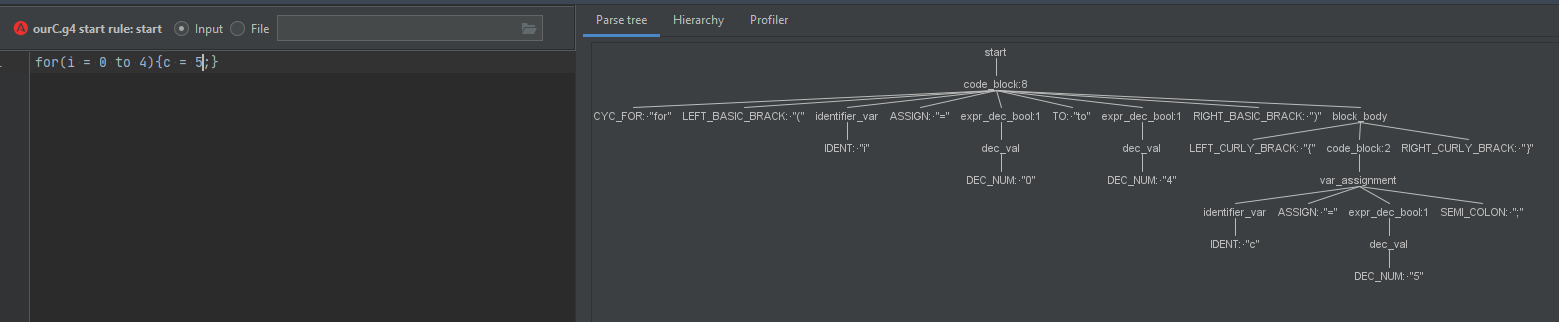 ourC.g4 start rule: start Input File
for(i = 0 to 4){c = 5;}
Parse tree Hierarchy Profiler
start
code_block:8
CYC_FOR:·"for" LEFT_BASIC_BRACK:·"(" identifier_var ASSIGN:·"=" expr_dec_bool:1 TO:·"to" expr_dec_bool:1 RIGHT_BASIC_BRACK:·")" block_body
IDENT:·"i" dec_val dec_val LEFT_CURLY_BRACK:·"{" code_block:2 RIGHT_CURLY_BRACK:·"}"
DEC_NUM:·"0" DEC_NUM:·"4" var_assignment
identifier_var ASSIGN:·"=" expr_dec_bool:1 SEMI_COLON:·";"
IDENT:·"c" dec_val
DEC_NUM:·"5"